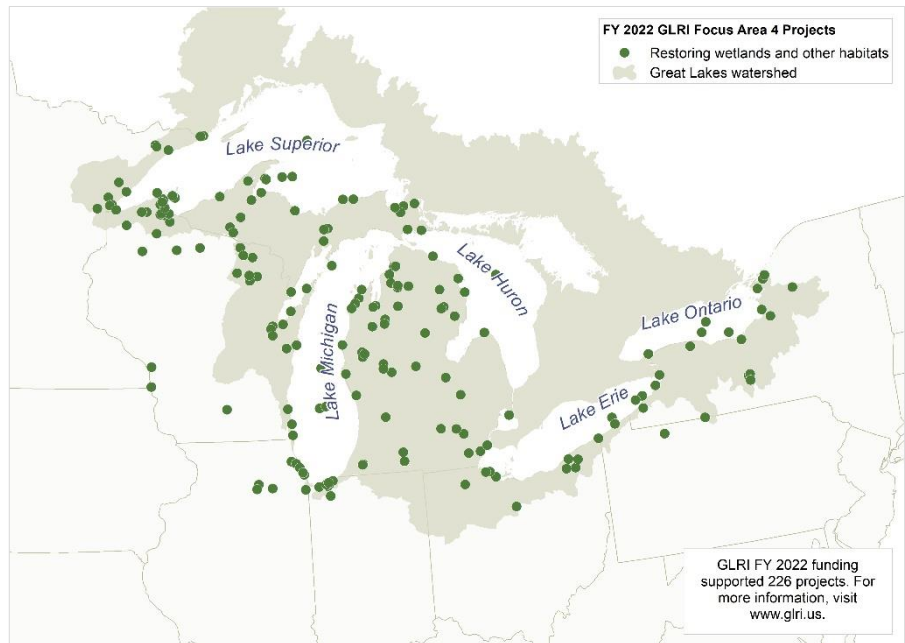 FY 2022 GLRI Focus Area 4 Projects
Restoring wetlands and other habitats
Great Lakes watershed
Lake Superior
Lake Huron
Lake Michigan
Lake Ontario
Lake Erie
GLRI FY 2022 funding
supported 226 projects. For
more information, visit
www.glri.us.